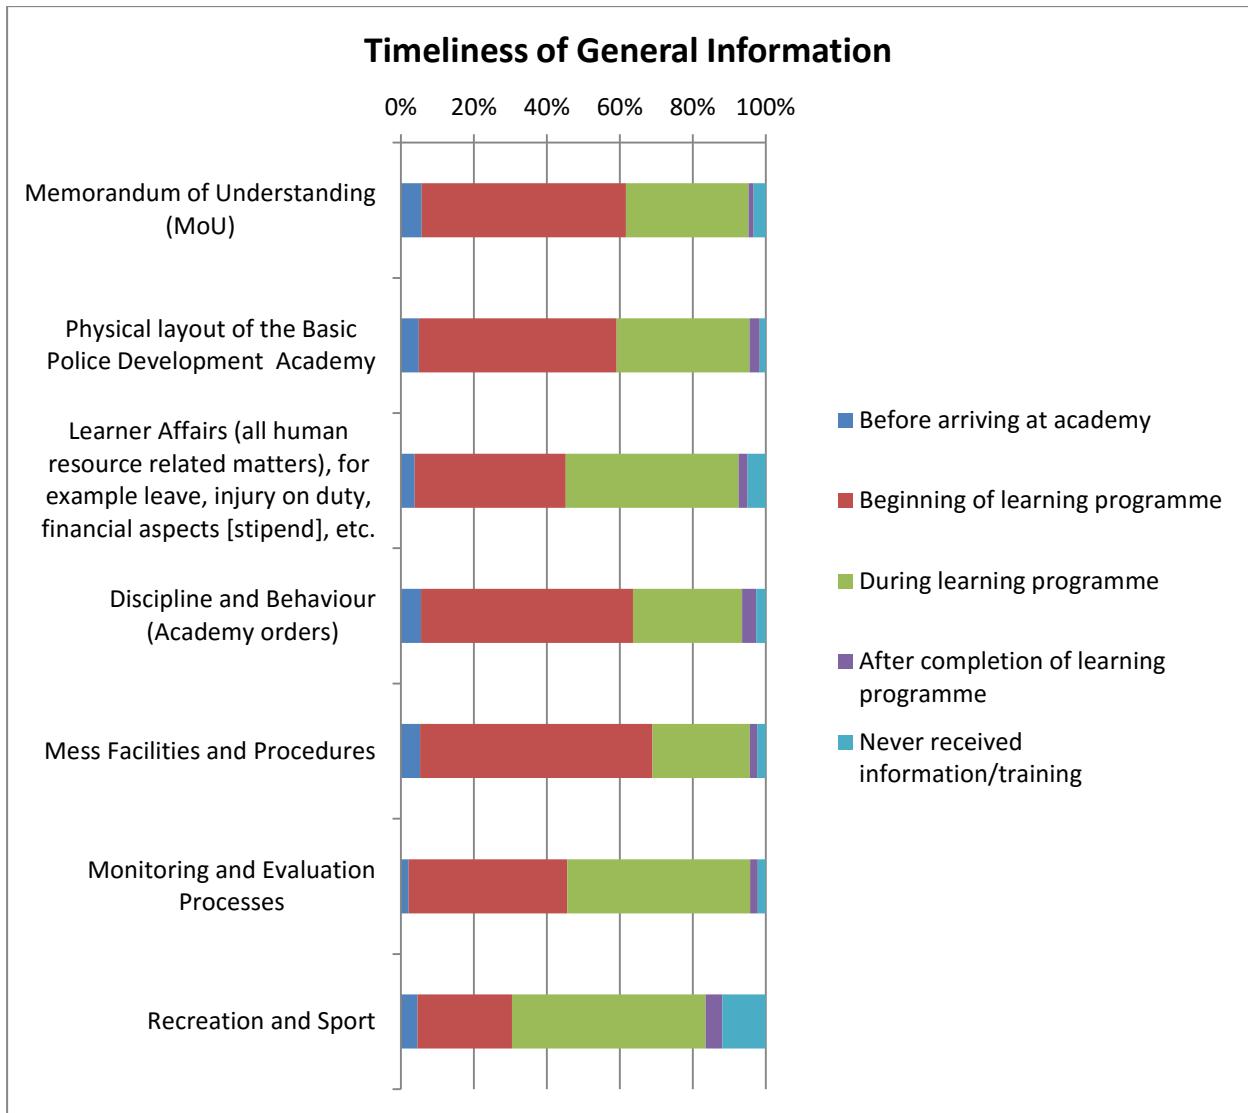 Timeliness of General Information
0% 20% 40% 60% 80% 100%
Memorandum of Understanding
(MoU)
Physical layout of the Basic
Police Development Academy
Learner Affairs (all human
resource related matters), for
example leave, injury on duty,
financial aspects [stipend], etc.
Discipline and Behaviour
(Academy orders)
Mess Facilities and Procedures
Monitoring and Evaluation
Processes
Recreation and Sport
Before arriving at academy
Beginning of learning programme
During learning programme
After completion of learning
programme
Never received
information/training